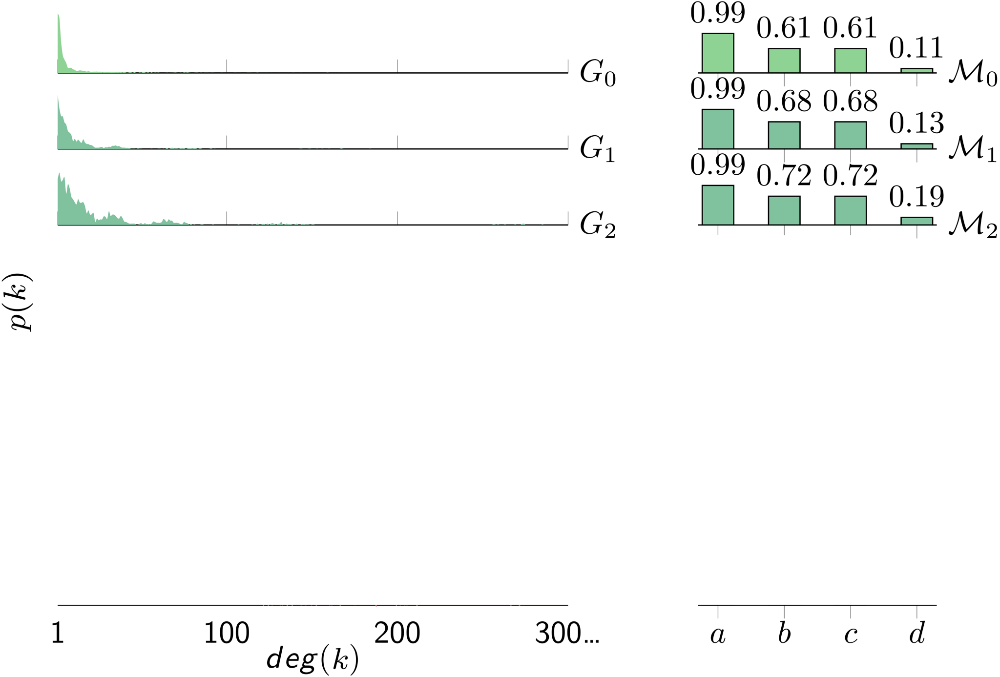 0.99 0.61 0.61 0.11
G₀ ℳ₀
0.99 0.68 0.68 0.13
G₁ ℳ₁
0.99 0.72 0.72 0.19
G₂ ℳ₂
p(k)
1 100 200 300...
deg(k)
a b c d